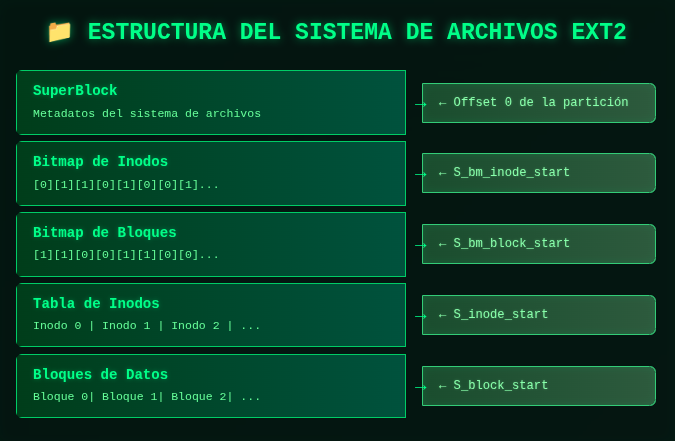 📁 ESTRUCTURA DEL SISTEMA DE ARCHIVOS EXT2
SuperBlock
Metadatos del sistema de archivos
→ ← Offset 0 de la partición
Bitmap de Inodos
[0][1][1][0][1][0][0][1]...
→ ← S_bm_inode_start
Bitmap de Bloques
[1][1][0][0][1][1][0][0]...
→ ← S_bm_block_start
Tabla de Inodos
Inodo 0 | Inodo 1 | Inodo 2 | ...
→ ← S_inode_start
Bloques de Datos
Bloque 0| Bloque 1| Bloque 2| ...
→ ← S_block_start